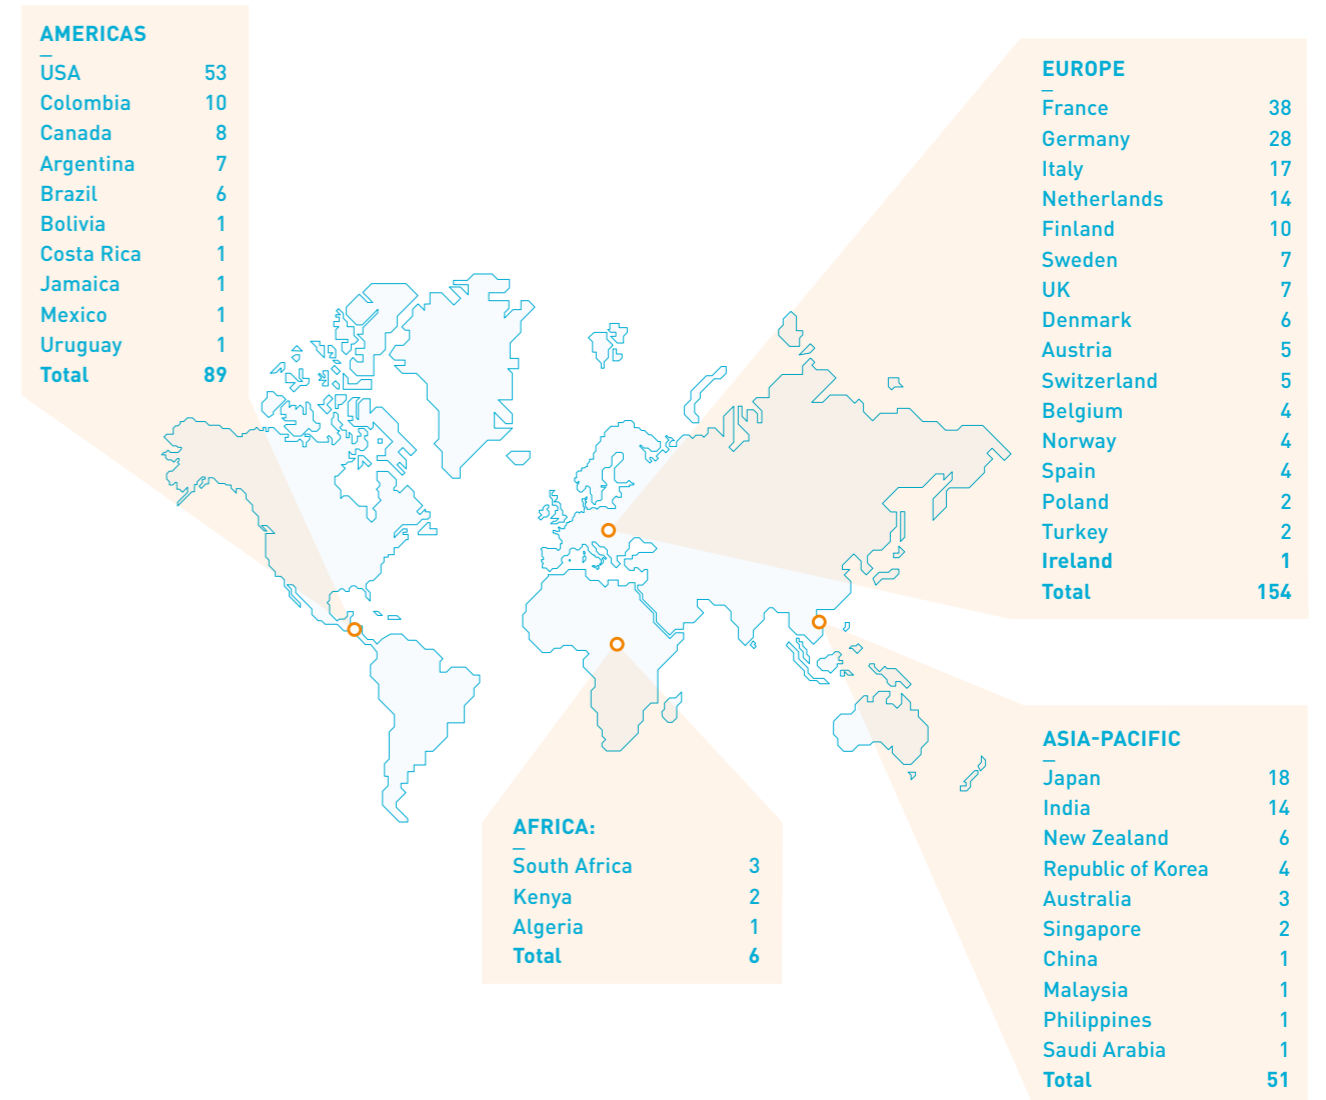 AMERICAS
USA 53
Colombia 10
Canada 8
Argentina 7
Brazil 6
Bolivia 1
Costa Rica 1
Jamaica 1
Mexico 1
Uruguay 1
Total 89
EUROPE
France 38
Germany 28
Italy 17
Netherlands 14
Finland 10
Sweden 7
UK 7
Denmark 6
Austria 5
Switzerland 5
Belgium 4
Norway 4
Spain 4
Poland 2
Turkey 2
Ireland 1
Total 154
AFRICA:
South Africa 3
Kenya 2
Algeria 1
Total 6
ASIA-PACIFIC
Japan 18
India 14
New Zealand 6
Republic of Korea 4
Australia 3
Singapore 2
China 1
Malaysia 1
Philippines 1
Saudi Arabia 1
Total 51